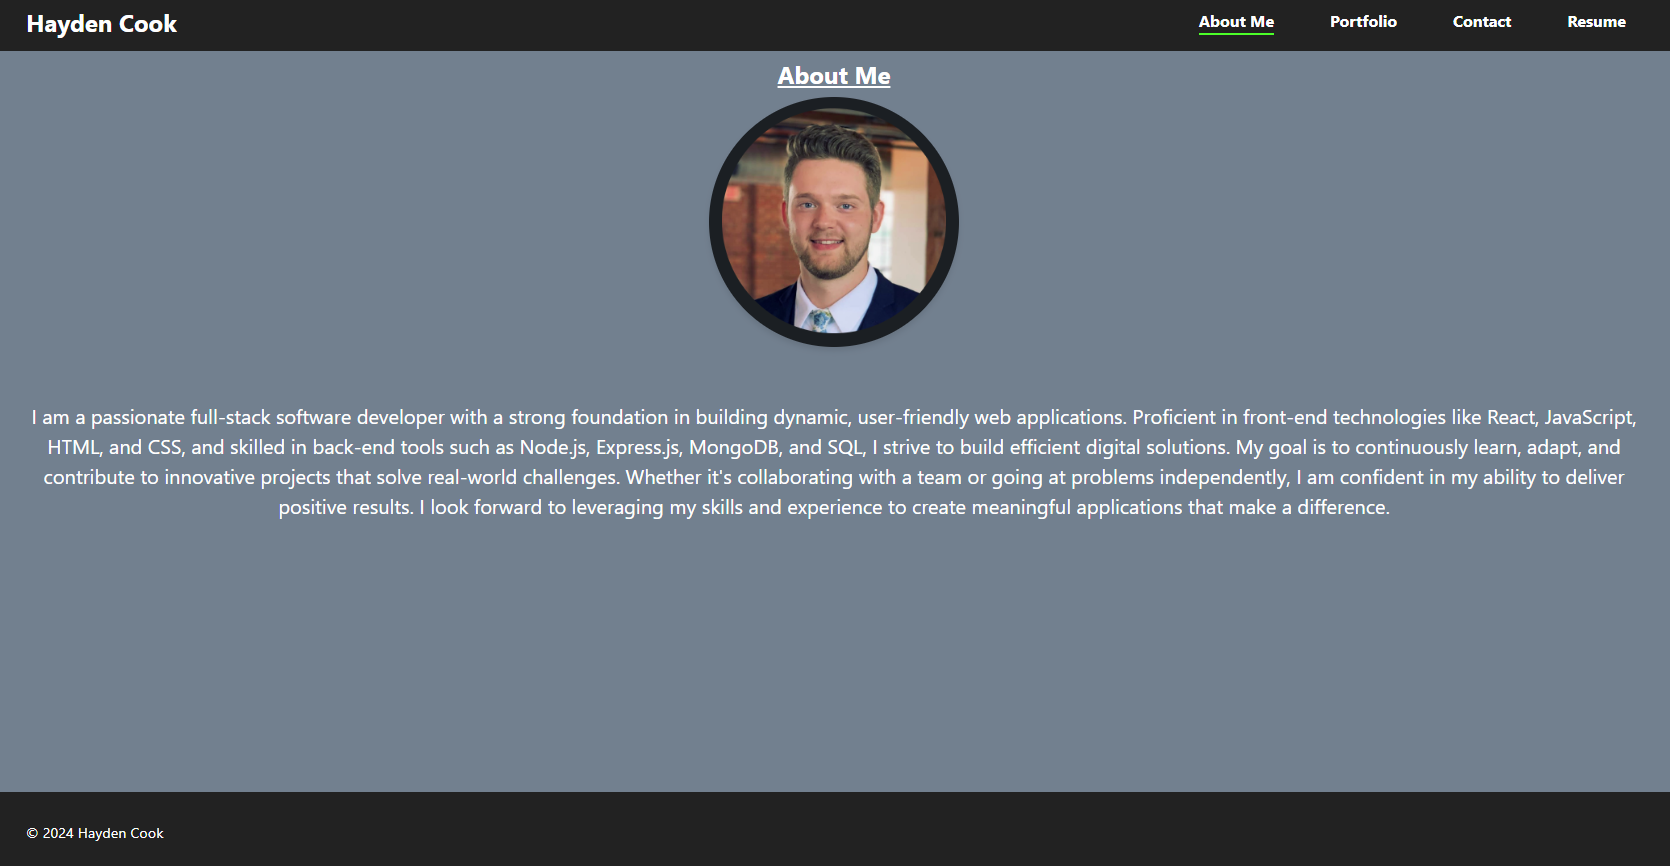 Hayden Cook
About Me
Portfolio
Contact
Resume
About Me
I am a passionate full-stack software developer with a strong foundation in building dynamic, user-friendly web applications. Proficient in front-end technologies like React, JavaScript,
HTML, and CSS, and skilled in back-end tools such as Node.js, Express.js, MongoDB, and SQL, I strive to build efficient digital solutions. My goal is to continuously learn, adapt, and
contribute to innovative projects that solve real-world challenges. Whether it's collaborating with a team or going at problems independently, I am confident in my ability to deliver
positive results. I look forward to leveraging my skills and experience to create meaningful applications that make a difference.
© 2024 Hayden Cook